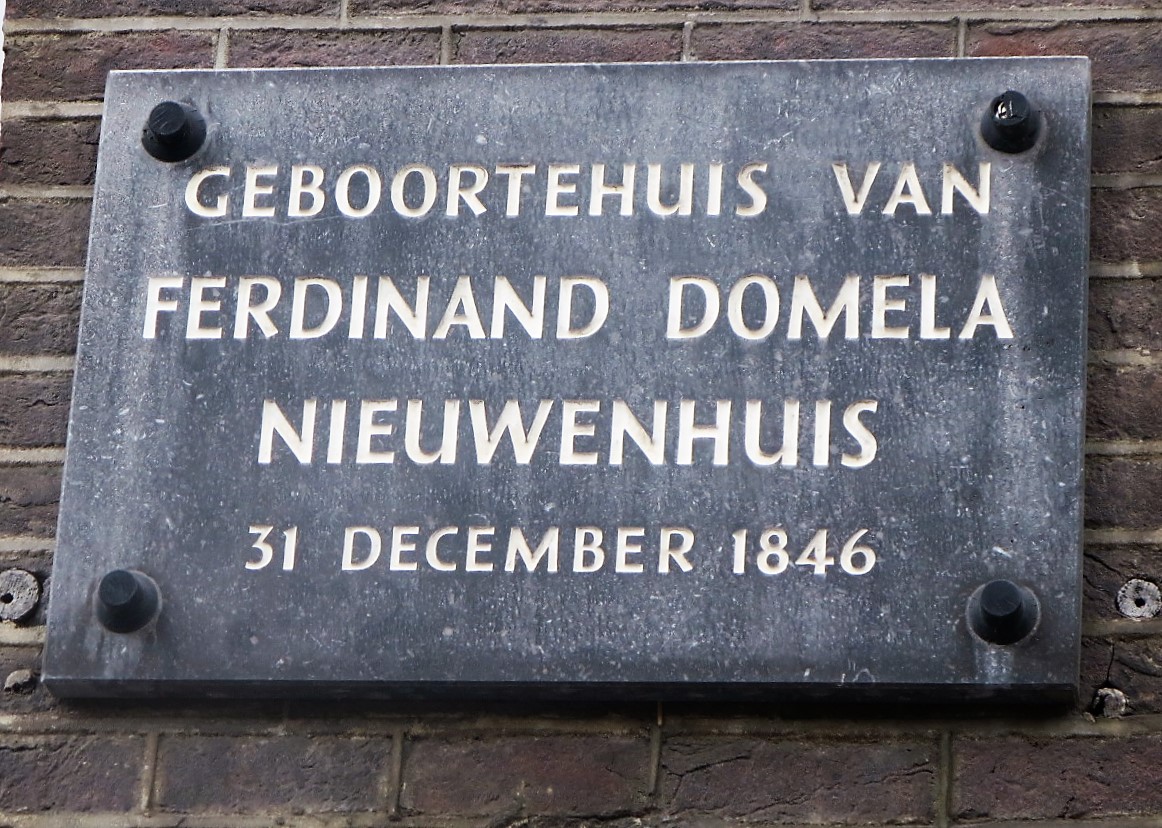 GEBOORTEHUIS VAN
FERDINAND DOMELA
NIEUWENHUIS
31 DECEMBER 1846